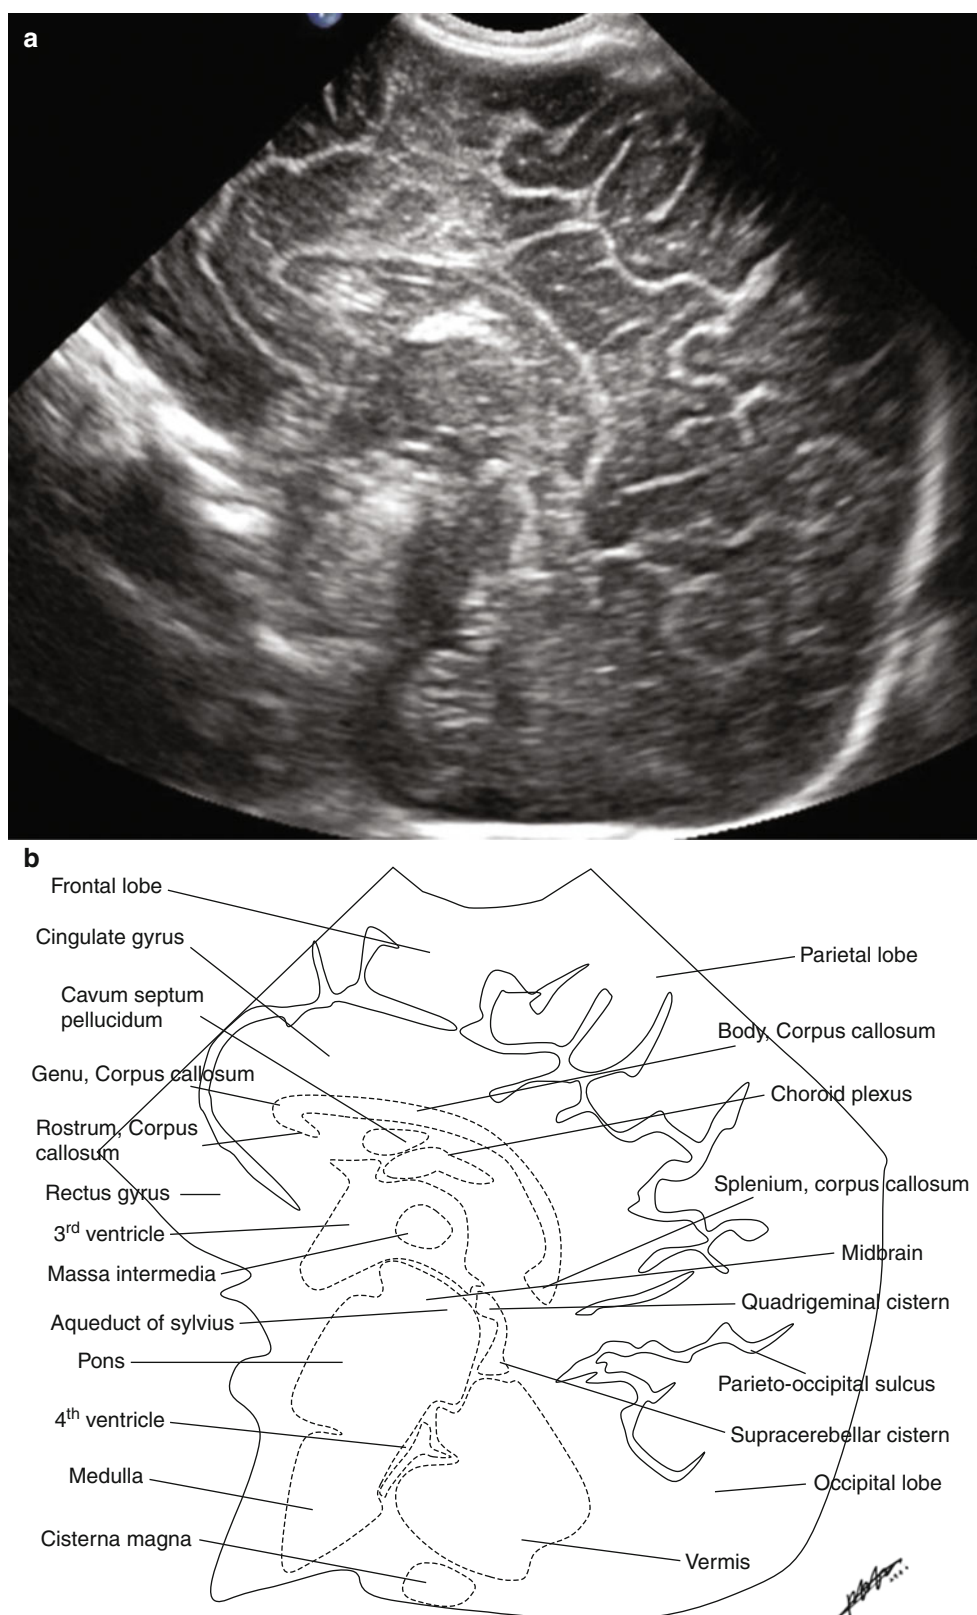 a
b
Frontal lobe
Cingulate gyrus
Cavum septum
pellucidum
Genu, Corpus callosum
Rostrum, Corpus
callosum
Rectus gyrus
3rd ventricle
Massa intermedia
Aqueduct of sylvius
Pons
4th ventricle
Medulla
Cisterna magna
Parietal lobe
Body, Corpus callosum
Choroid plexus
Splenium, corpus callosum
Midbrain
Quadrigeminal cistern
Parieto-occipital sulcus
Supracerebellar cistern
Occipital lobe
Vermis